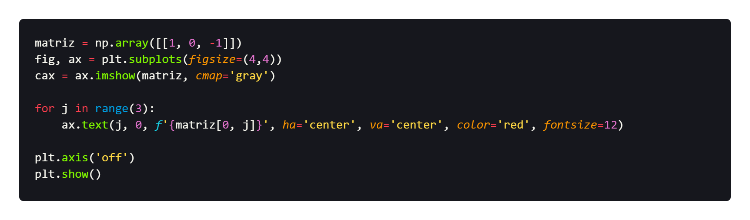 matriz = np.array([[1, 0, -1]])
fig, ax = plt.subplots(figsize=(4,4))
cax = ax.imshow(matriz, cmap='gray')

for j in range(3):
    ax.text(j, 0, f'{matriz[0, j]}', ha='center', va='center', color='red', fontsize=12)

plt.axis('off')
plt.show()